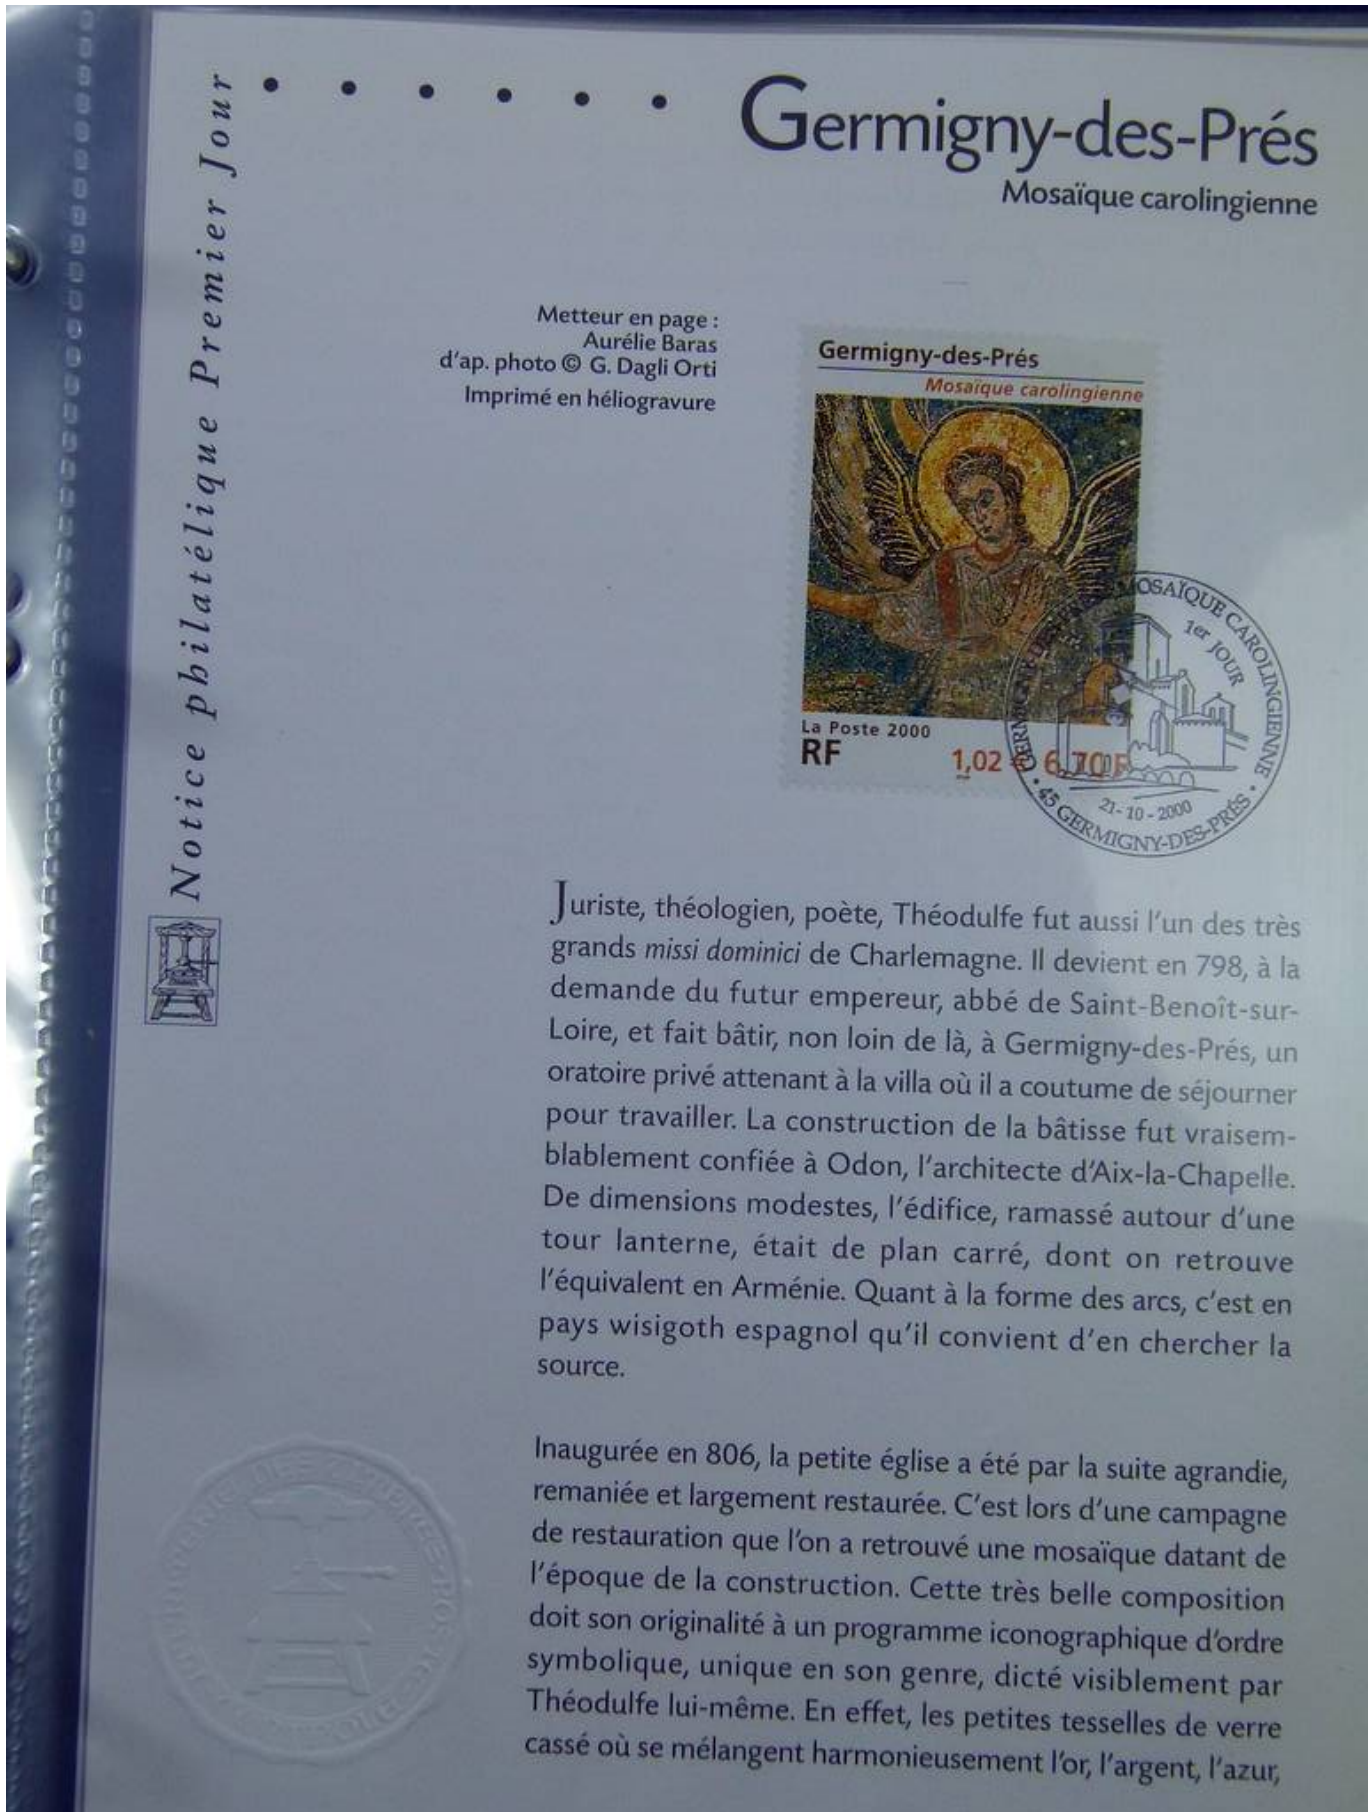 Notice philatélique Premier Jour
Germigny-des-Prés
Mosaïque carolingienne
Metteur en page :
Aurélie Baras
d'ap. photo © G. Dagli Orti
Imprimé en héliogravure
Germigny-des-Prés
Mosaïque carolingienne
La Poste 2000
RF
1,02 € 6,70 F
MOSAÏQUE CAROLINGIENNE
1er JOUR
21-10-2000
45 GERMIGNY-DES-PRÉS
Juriste, théologien, poète, Théodulfe fut aussi l'un des très
grands missi dominici de Charlemagne. Il devient en 798, à la
demande du futur empereur, abbé de Saint-Benoît-sur-
Loire, et fait bâtir, non loin de là, à Germigny-des-Prés, un
oratoire privé attenant à la villa où il a coutume de séjourner
pour travailler. La construction de la bâtisse fut vraisem-
blablement confiée à Odon, l'architecte d'Aix-la-Chapelle.
De dimensions modestes, l'édifice, ramassé autour d'une
tour lanterne, était de plan carré, dont on retrouve
l'équivalent en Arménie. Quant à la forme des arcs, c'est en
pays wisigoth espagnol qu'il convient d'en chercher la
source.
Inaugurée en 806, la petite église a été par la suite agrandie,
remaniée et largement restaurée. C'est lors d'une campagne
de restauration que l'on a retrouvé une mosaïque datant de
l'époque de la construction. Cette très belle composition
doit son originalité à un programme iconographique d'ordre
symbolique, unique en son genre, dicté visiblement par
Théodulfe lui-même. En effet, les petites tesselles de verre
cassé où se mélangent harmonieusement l'or, l'argent, l'azur,